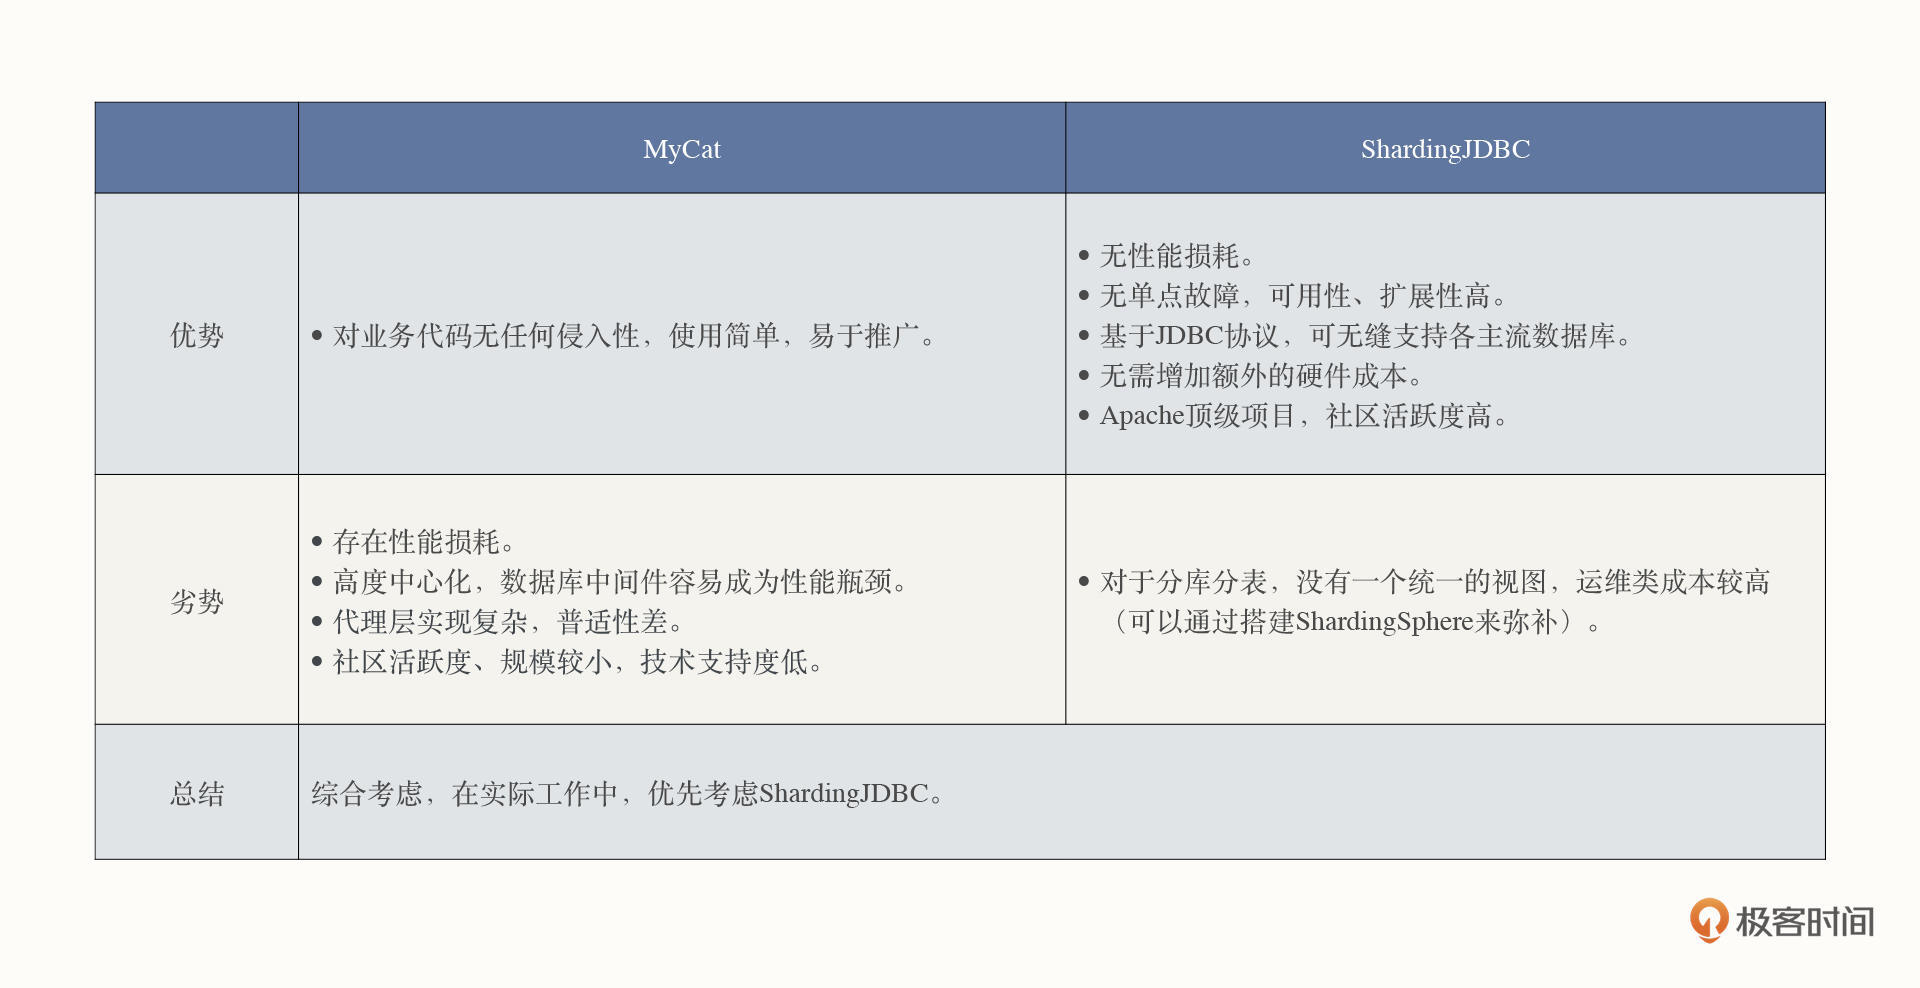 MyCat
ShardingJDBC
优势
• 对业务代码无任何侵入性，使用简单，易于推广。
• 无性能损耗。
• 无单点故障，可用性、扩展性高。
• 基于JDBC协议，可无缝支持各主流数据库。
• 无需增加额外的硬件成本。
• Apache顶级项目，社区活跃度高。
劣势
• 存在性能损耗。
• 高度中心化，数据库中间件容易成为性能瓶颈。
• 代理层实现复杂，普适性差。
• 社区活跃度、规模较小，技术支持度低。
• 对于分库分表，没有一个统一的视图，运维类成本较高
（可以通过搭建ShardingSphere来弥补）。
总结
综合考虑，在实际工作中，优先考虑ShardingJDBC。
极客时间